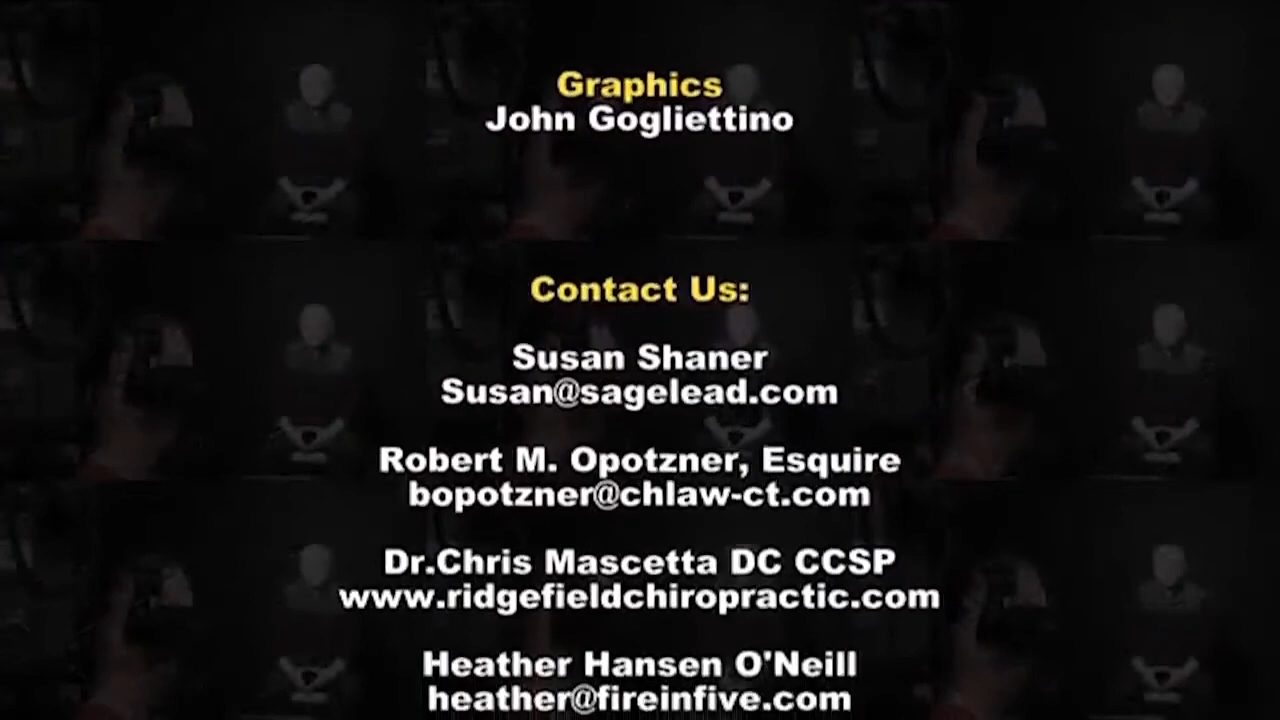 Graphics
John Gogliettino
Contact Us:
Susan Shaner
Susan@sagelead.com
Robert M. Opotzner, Esquire
bopotzner@chlaw-ct.com
Dr.Chris Mascetta DC CCSP
www.ridgefieldchiropractic.com
Heather Hansen O'Neill
heather@fireinfive.com